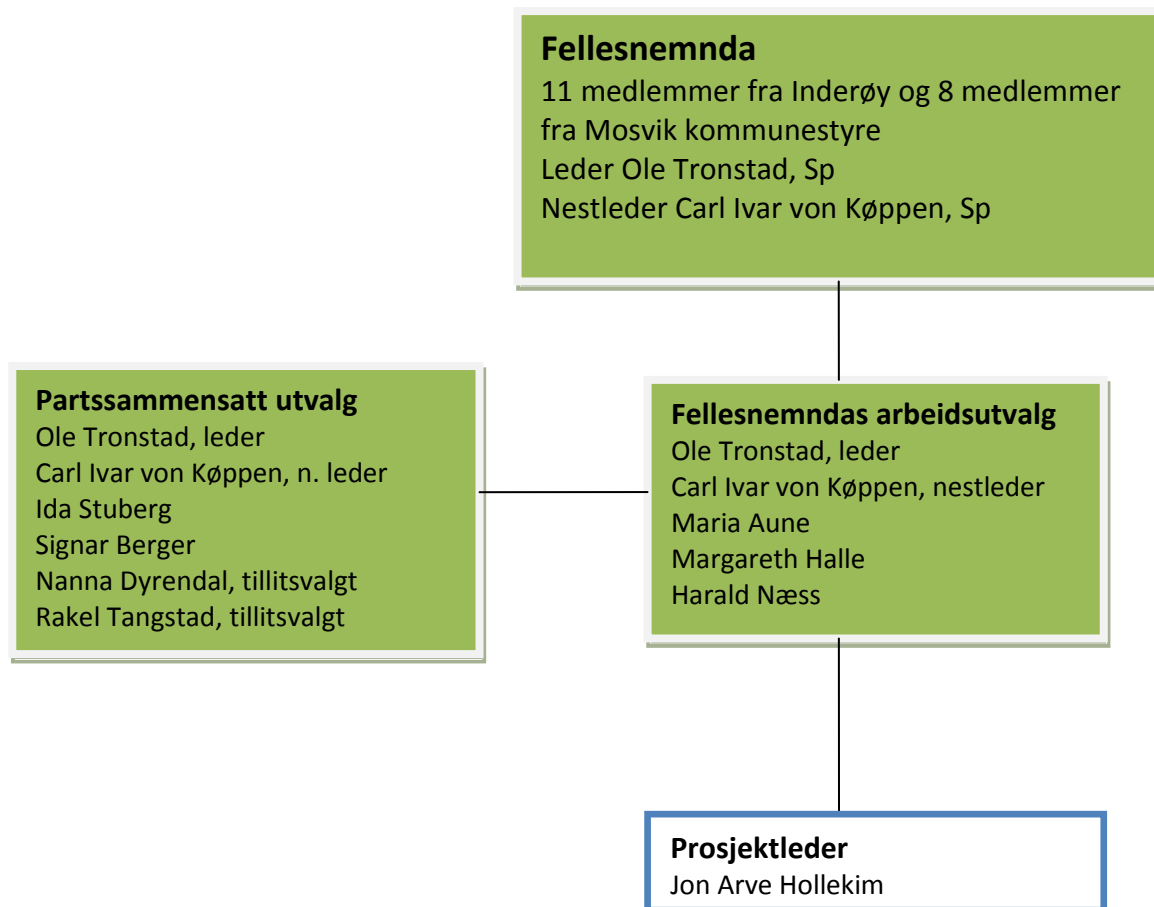 Fellesnemnda
11 medlemmer fra Inderøy og 8 medlemmer
fra Mosvik kommunestyre
Leder Ole Tronstad, Sp
Nestleder Carl Ivar von Køppen, Sp
Partssammensatt utvalg
Ole Tronstad, leder
Carl Ivar von Køppen, n. leder
Ida Stuberg
Signar Berger
Nanna Dyrendal, tillitsvalgt
Rakel Tangstad, tillitsvalgt
Fellesnemndas arbeidsutvalg
Ole Tronstad, leder
Carl Ivar von Køppen, nestleder
Maria Aune
Margareth Halle
Harald Næss
Prosjektleder
Jon Arve Hollekim